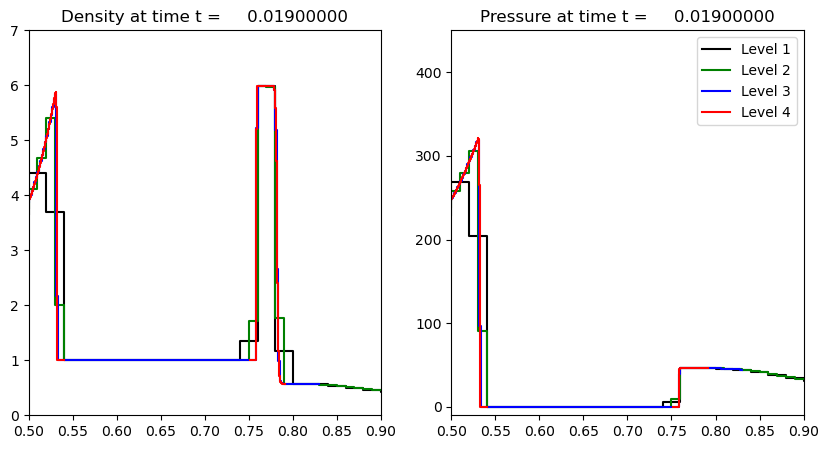 Density at time t = 0.01900000
7
6
5
4
3
2
1
0
0.50 0.55 0.60 0.65 0.70 0.75 0.80 0.85 0.90
Pressure at time t = 0.01900000
Level 1
Level 2
Level 3
Level 4
400
300
200
100
0
0.50 0.55 0.60 0.65 0.70 0.75 0.80 0.85 0.90